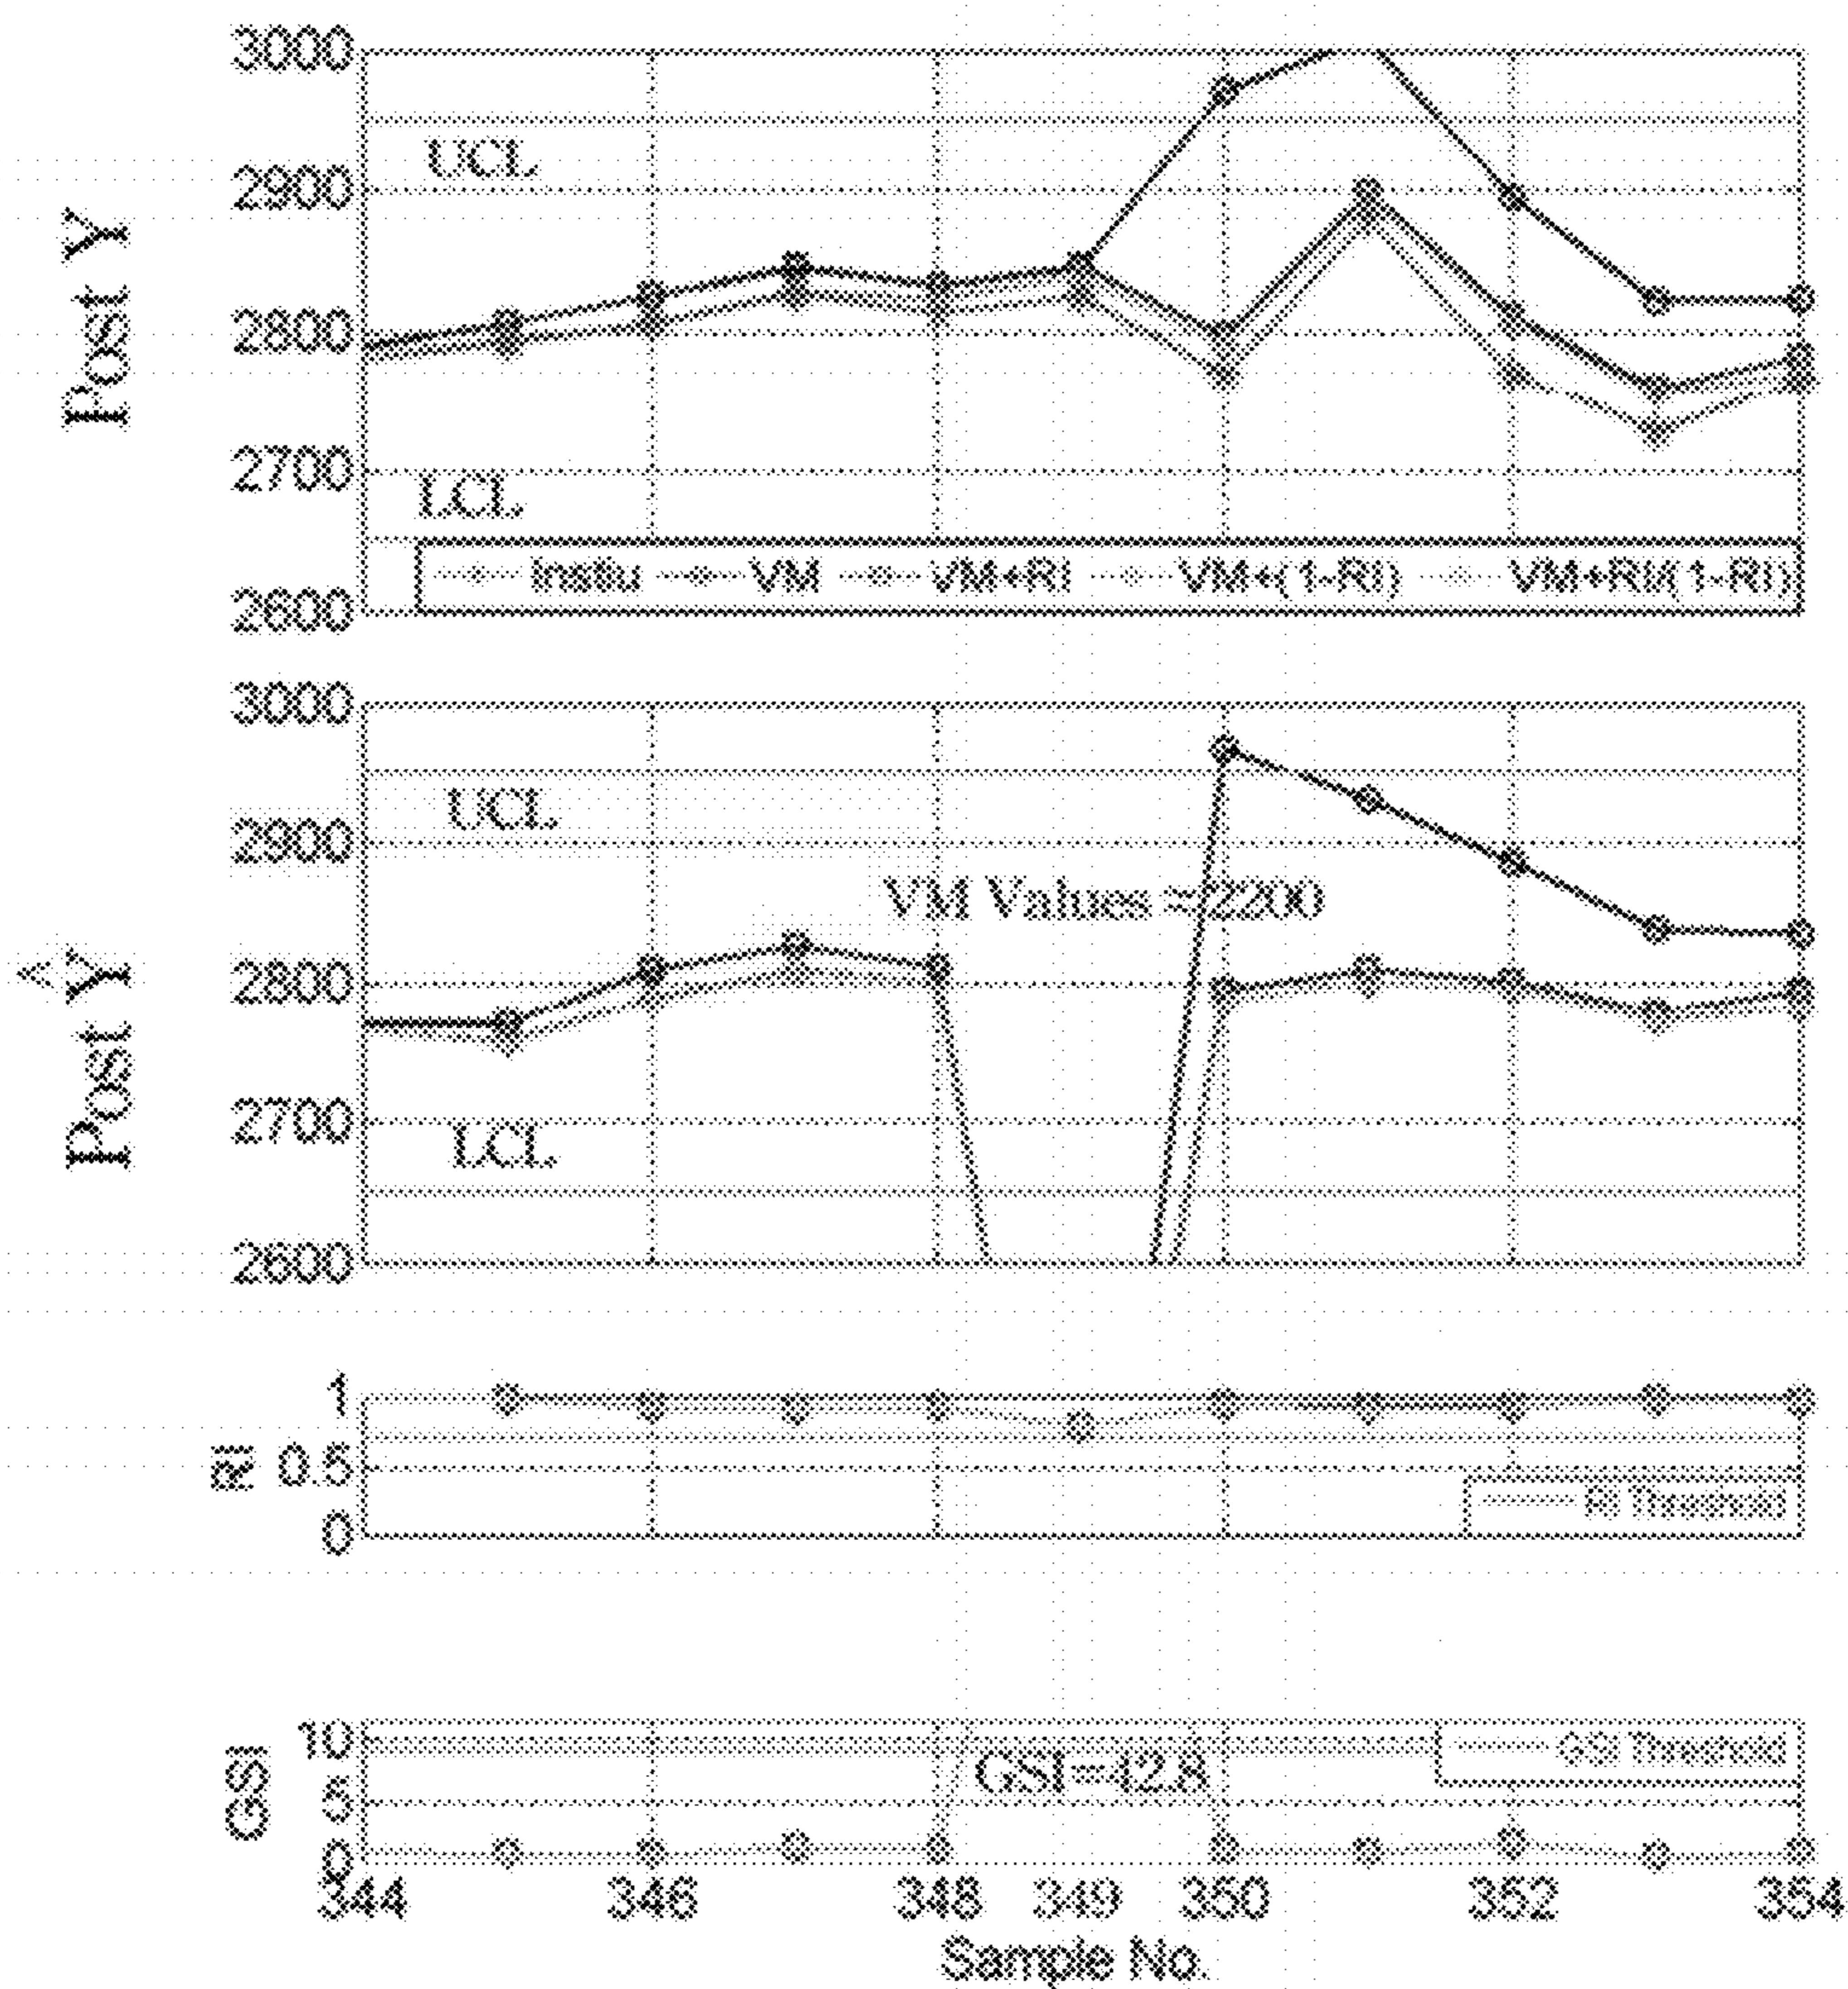 Post Y
3000
UCL
2900
2800
2700
LCL
2600
Insitu VM VM+RI VM+(1-RI) VM+RI/(1-RI)
Post Ŷ
3000
UCL
2900
VM Values ≅2200
2800
2700
LCL
2600
RI
1
0.5
0
RI Threshold
GSI
10
5
0
GSI=42.8
GSI Threshold
344 346 348 349 350 352 354
Sample No.